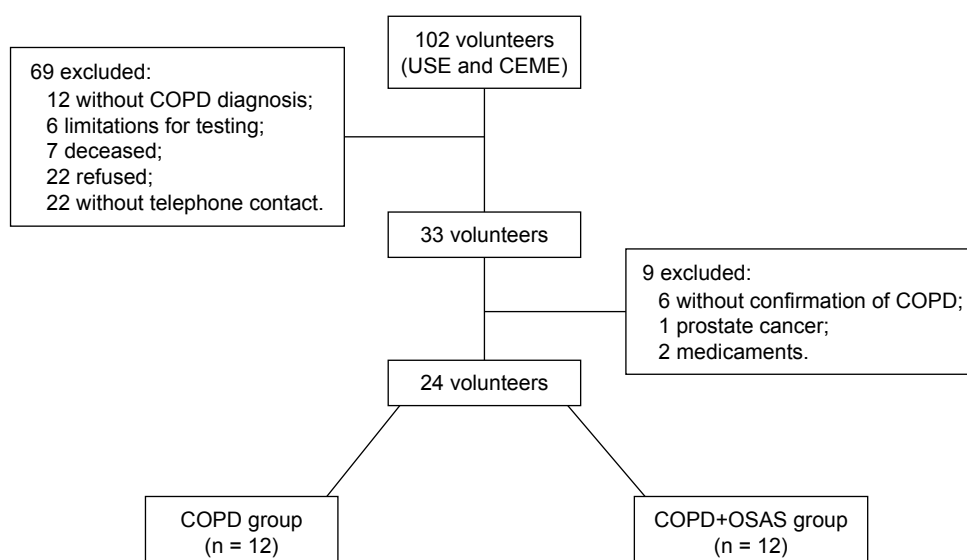 102 volunteers
(USE and CEME)
69 excluded:
12 without COPD diagnosis;
6 limitations for testing;
7 deceased;
22 refused;
22 without telephone contact.
33 volunteers
9 excluded:
6 without confirmation of COPD;
1 prostate cancer;
2 medicaments.
24 volunteers
COPD group
(n = 12)
COPD+OSAS group
(n = 12)